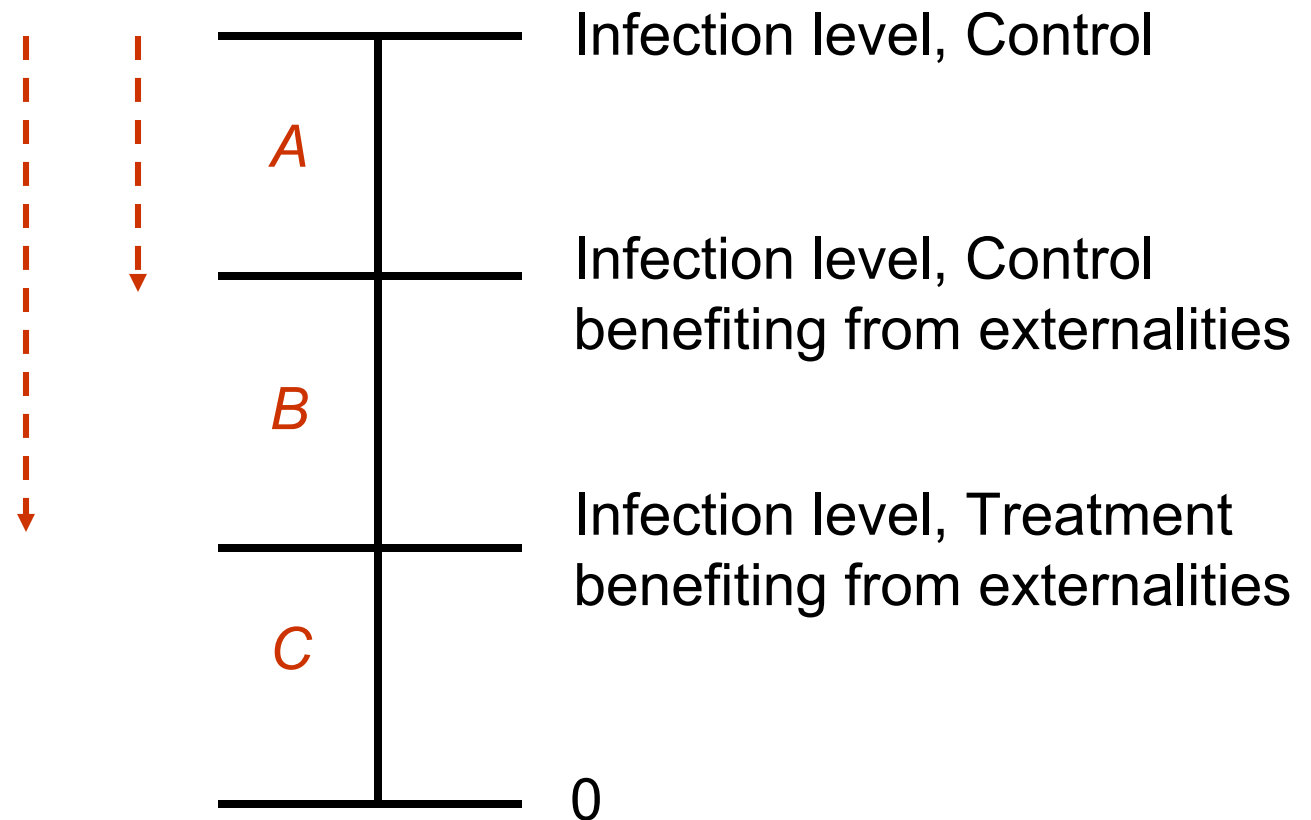 Infection level, Control
A
Infection level, Control
benefiting from externalities
B
Infection level, Treatment
benefiting from externalities
C
0